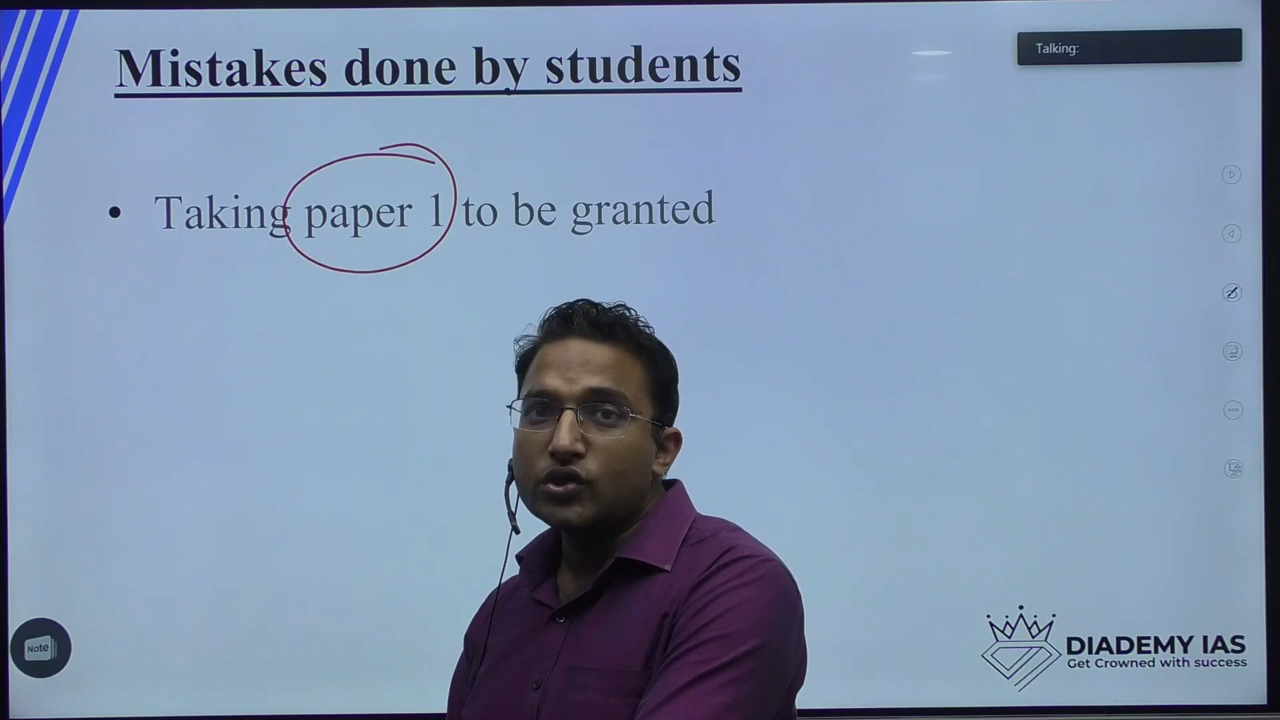 Mistakes done by students
Talking:
• Taking paper 1 to be granted
Note
DIADEMY IAS
Get Crowned with success